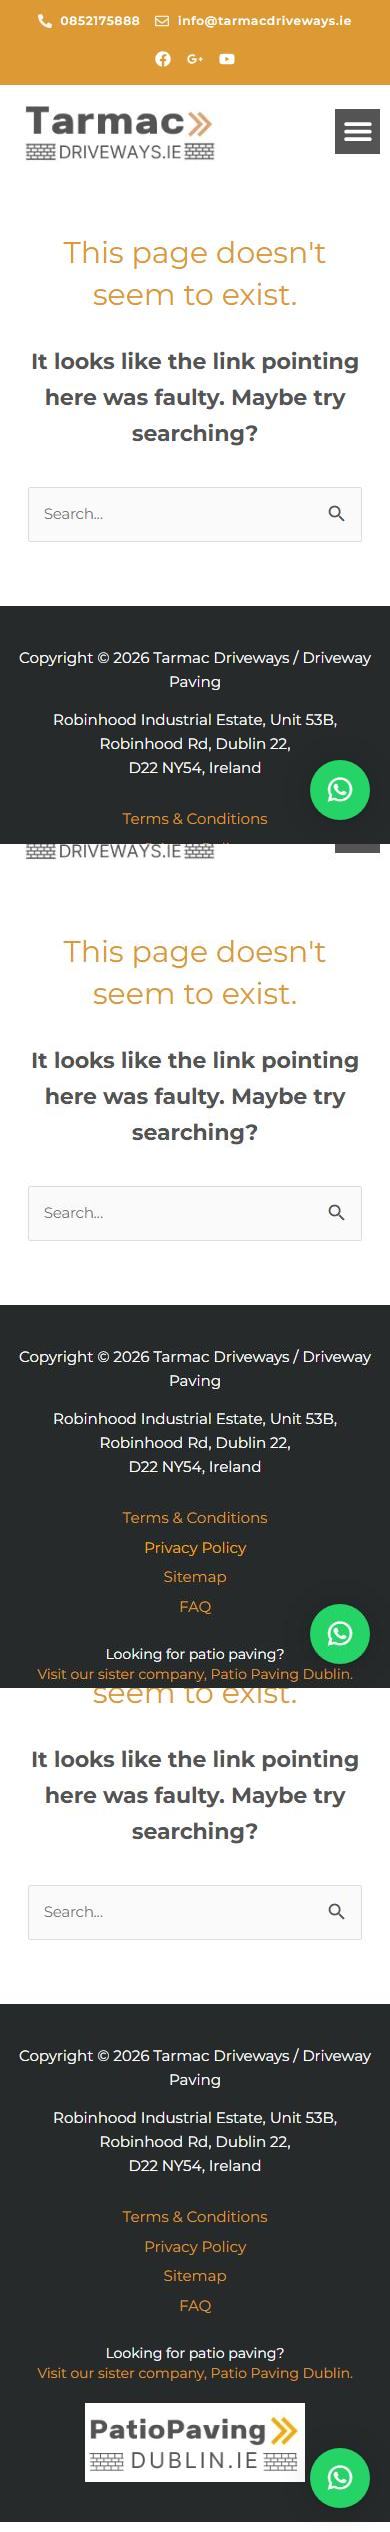 0852175888 info@tarmacdriveways.ie
Tarmac
DRIVEWAYS.IE
This page doesn't
seem to exist.
It looks like the link pointing
here was faulty. Maybe try
searching?
Search...
Copyright © 2026 Tarmac Driveways / Driveway
Paving
Robinhood Industrial Estate, Unit 53B,
Robinhood Rd, Dublin 22,
D22 NY54, Ireland
Terms & Conditions
DRIVEWAYS.IE
This page doesn't
seem to exist.
It looks like the link pointing
here was faulty. Maybe try
searching?
Search...
Copyright © 2026 Tarmac Driveways / Driveway
Paving
Robinhood Industrial Estate, Unit 53B,
Robinhood Rd, Dublin 22,
D22 NY54, Ireland
Terms & Conditions
Privacy Policy
Sitemap
FAQ
Looking for patio paving?
Visit our sister company, Patio Paving Dublin.
seem to exist.
It looks like the link pointing
here was faulty. Maybe try
searching?
Search...
Copyright © 2026 Tarmac Driveways / Driveway
Paving
Robinhood Industrial Estate, Unit 53B,
Robinhood Rd, Dublin 22,
D22 NY54, Ireland
Terms & Conditions
Privacy Policy
Sitemap
FAQ
Looking for patio paving?
Visit our sister company, Patio Paving Dublin.
PatioPaving
DUBLIN.IE